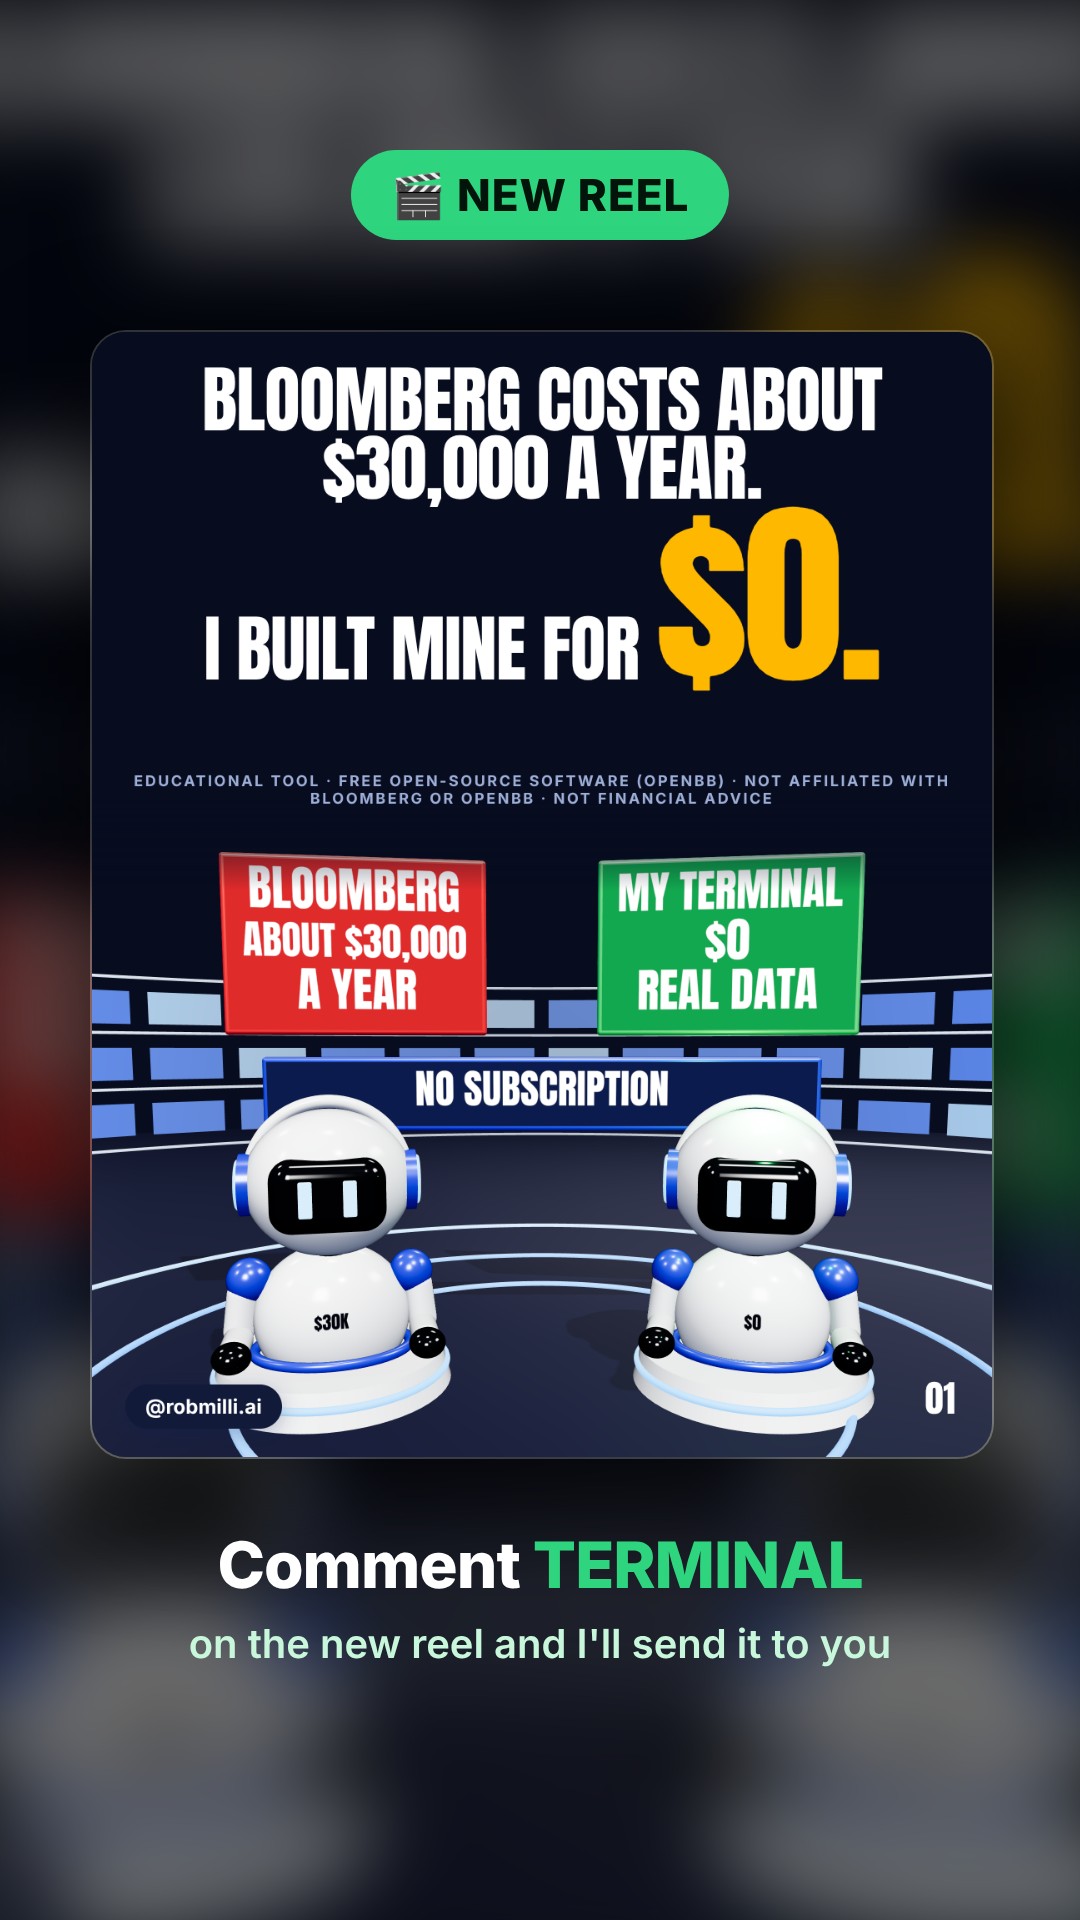 🎬 NEW REEL
BLOOMBERG COSTS ABOUT
$30,000 A YEAR.
I BUILT MINE FOR $0.
EDUCATIONAL TOOL · FREE OPEN-SOURCE SOFTWARE (OPENBB) · NOT AFFILIATED WITH
BLOOMBERG OR OPENBB · NOT FINANCIAL ADVICE
BLOOMBERG
ABOUT $30,000
A YEAR
MY TERMINAL
$0
REAL DATA
NO SUBSCRIPTION
$30K
$0
@robmilli.ai
01
Comment TERMINAL
on the new reel and I'll send it to you